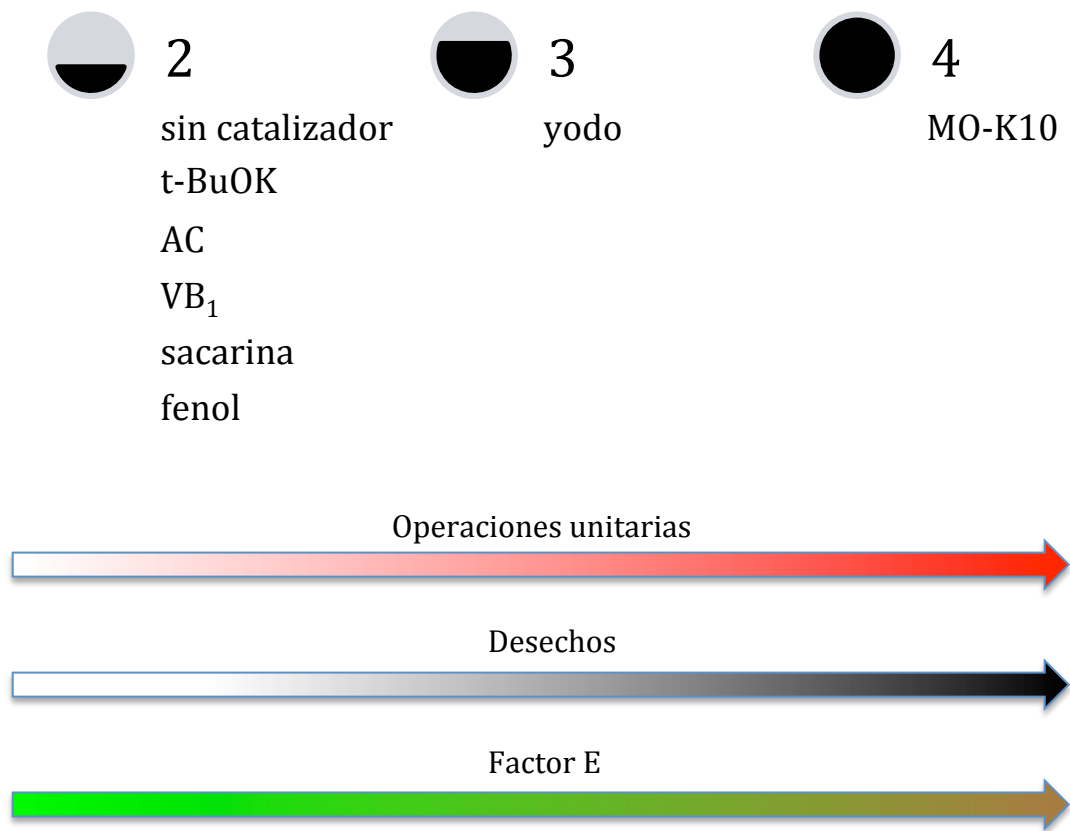 2
sin catalizador
t-BuOK
AC
VB₁
sacarina
fenol
3
yodo
4
MO-K10
Operaciones unitarias
Desechos
Factor E